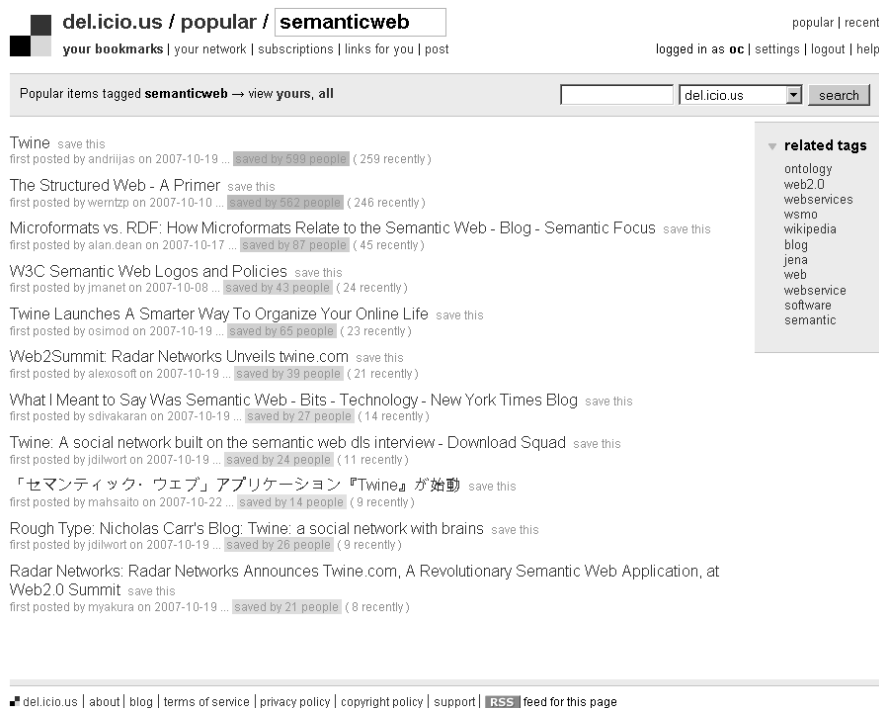 del.icio.us / popular / semanticweb
popular | recent
your bookmarks | your network | subscriptions | links for you | post
logged in as oc | settings | logout | help
Popular items tagged semanticweb → view yours, all
del.icio.us
search
Twine save this
first posted by andriijas on 2007-10-19 ... saved by 599 people ( 259 recently )
The Structured Web - A Primer save this
first posted by werntzp on 2007-10-10 ... saved by 562 people ( 246 recently )
Microformats vs. RDF: How Microformats Relate to the Semantic Web - Blog - Semantic Focus save this
first posted by alan.dean on 2007-10-17 ... saved by 87 people ( 45 recently )
W3C Semantic Web Logos and Policies save this
first posted by jmanet on 2007-10-08 ... saved by 43 people ( 24 recently )
Twine Launches A Smarter Way To Organize Your Online Life save this
first posted by osimod on 2007-10-19 ... saved by 65 people ( 23 recently )
Web2Summit: Radar Networks Unveils twine.com save this
first posted by alexosoft on 2007-10-19 ... saved by 39 people ( 21 recently )
What I Meant to Say Was Semantic Web - Bits - Technology - New York Times Blog save this
first posted by sdivakaran on 2007-10-19 ... saved by 27 people ( 14 recently )
Twine: A social network built on the semantic web dls interview - Download Squad save this
first posted by jdilwort on 2007-10-19 ... saved by 24 people ( 11 recently )
「セマンティック・ウェブ」アプリケーション『Twine』が始動 save this
first posted by mahsaito on 2007-10-22 ... saved by 14 people ( 9 recently )
Rough Type: Nicholas Carr's Blog: Twine: a social network with brains save this
first posted by jdilwort on 2007-10-19 ... saved by 26 people ( 9 recently )
Radar Networks: Radar Networks Announces Twine.com, A Revolutionary Semantic Web Application, at
Web2.0 Summit save this
first posted by myakura on 2007-10-19 ... saved by 21 people ( 8 recently )
related tags
ontology
web2.0
webservices
wsmo
wikipedia
blog
jena
web
webservice
software
semantic
del.icio.us | about | blog | terms of service | privacy policy | copyright policy | support | RSS feed for this page